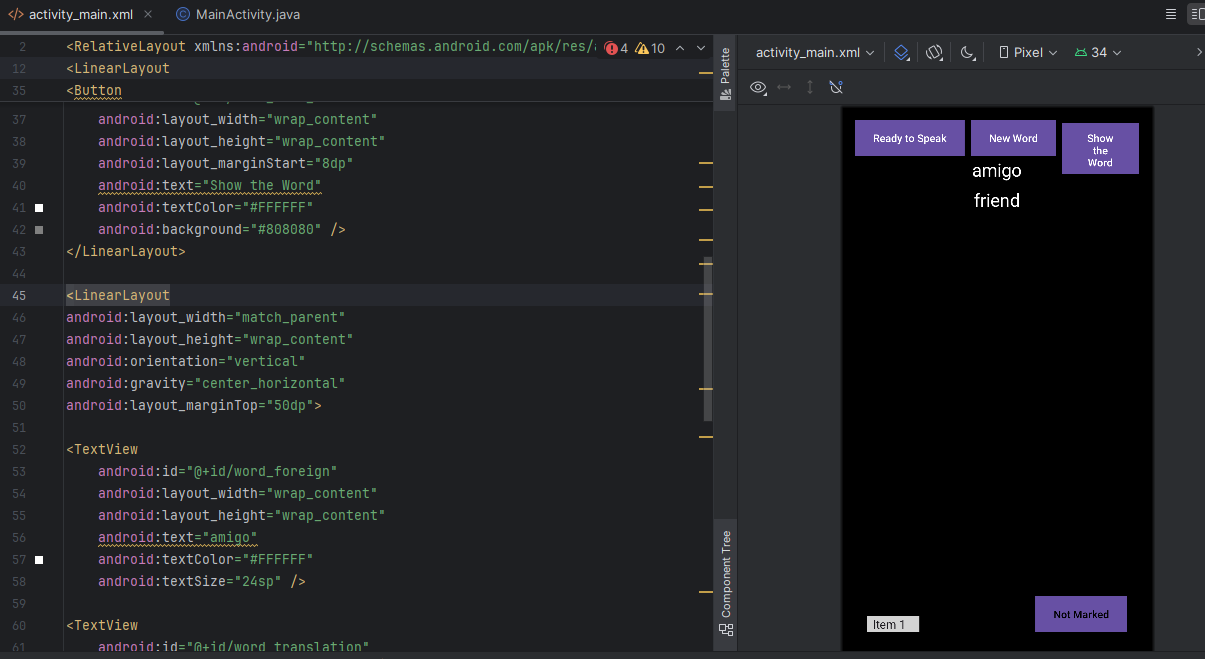 activity_main.xml
MainActivity.java
2 <RelativeLayout xmlns:android="http://schemas.android.com/apk/res/ 4 10
12 <LinearLayout
35 <Button
37 android:layout_width="wrap_content"
38 android:layout_height="wrap_content"
39 android:layout_marginStart="8dp"
40 android:text="Show the Word"
41 android:textColor="#FFFFFF"
42 android:background="#808080" />
43 </LinearLayout>
44
45 <LinearLayout
46 android:layout_width="match_parent"
47 android:layout_height="wrap_content"
48 android:orientation="vertical"
49 android:gravity="center_horizontal"
50 android:layout_marginTop="50dp">
51
52 <TextView
53 android:id="@+id/word_foreign"
54 android:layout_width="wrap_content"
55 android:layout_height="wrap_content"
56 android:text="amigo"
57 android:textColor="#FFFFFF"
58 android:textSize="24sp" />
59
60 <TextView
61 android:id="@+id/word_translation"
Palette
Component Tree
activity_main.xml
Pixel
34
Ready to Speak
New Word
Show
the
Word
amigo
friend
Item 1
Not Marked